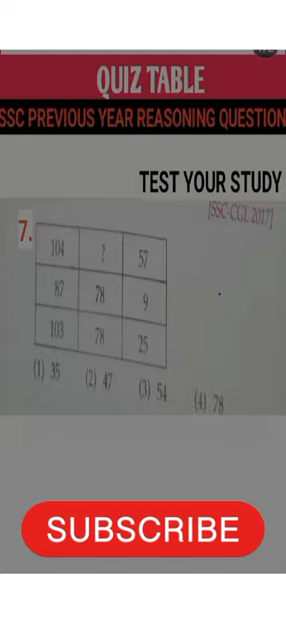 QUIZ TABLE
SSC PREVIOUS YEAR REASONING QUESTION
TEST YOUR STUDY
[SSC-CGL 2017]
7.
104 ? 57
87 78 9
103 78 25
(1) 35 (2) 47 (3) 54 (4) 78
SUBSCRIBE